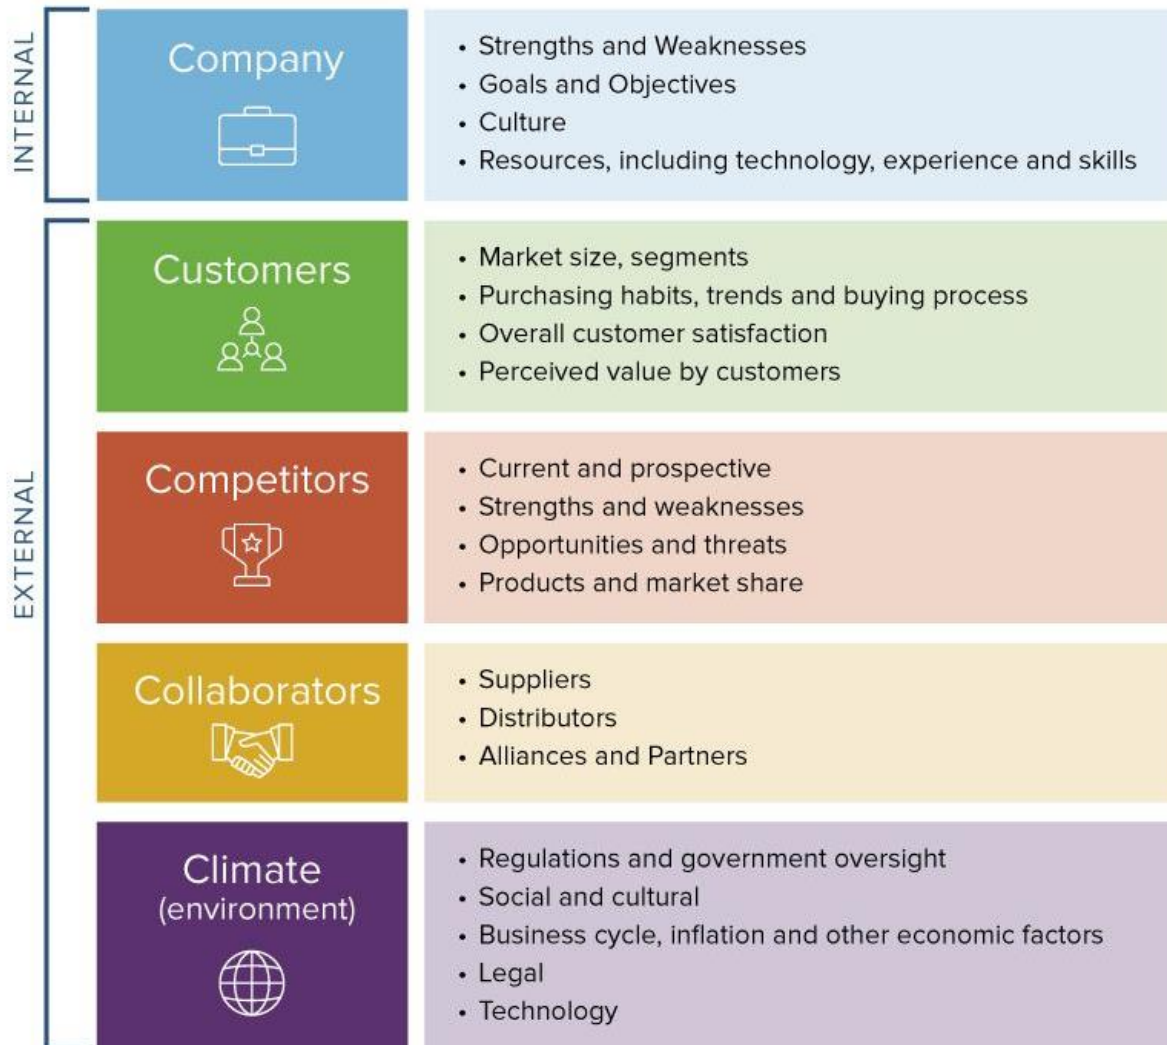 INTERNAL
Company
• Strengths and Weaknesses
• Goals and Objectives
• Culture
• Resources, including technology, experience and skills
EXTERNAL
Customers
• Market size, segments
• Purchasing habits, trends and buying process
• Overall customer satisfaction
• Perceived value by customers
Competitors
• Current and prospective
• Strengths and weaknesses
• Opportunities and threats
• Products and market share
Collaborators
• Suppliers
• Distributors
• Alliances and Partners
Climate
(environment)
• Regulations and government oversight
• Social and cultural
• Business cycle, inflation and other economic factors
• Legal
• Technology